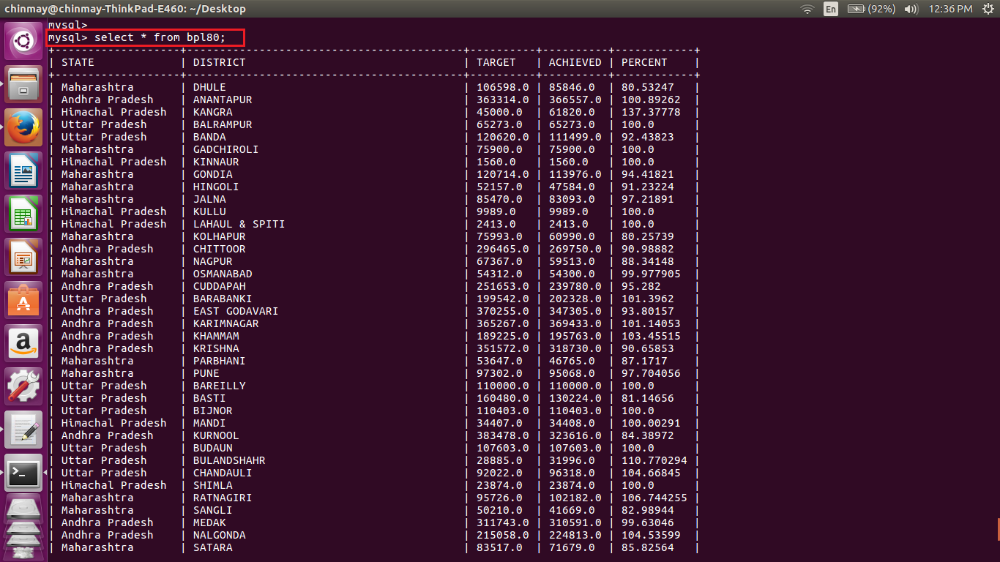 chinmay@chinmay-ThinkPad-E460: ~/Desktop En (92%) 12:36 PM
mysql>
mysql> select * from bpl80;
+-------------------+------------------------------------------+----------+----------+------------+
| STATE | DISTRICT | TARGET | ACHIEVED | PERCENT |
+-------------------+------------------------------------------+----------+----------+------------+
| Maharashtra | DHULE | 106598.0 | 85846.0 | 80.53247 |
| Andhra Pradesh | ANANTAPUR | 363314.0 | 366557.0 | 100.89262 |
| Himachal Pradesh | KANGRA | 45000.0 | 61820.0 | 137.37778 |
| Uttar Pradesh | BALRAMPUR | 65273.0 | 65273.0 | 100.0 |
| Uttar Pradesh | BANDA | 120620.0 | 111499.0 | 92.43823 |
| Maharashtra | GADCHIROLI | 75900.0 | 75900.0 | 100.0 |
| Himachal Pradesh | KINNAUR | 1560.0 | 1560.0 | 100.0 |
| Maharashtra | GONDIA | 120714.0 | 113976.0 | 94.41821 |
| Maharashtra | HINGOLI | 52157.0 | 47584.0 | 91.23224 |
| Maharashtra | JALNA | 85470.0 | 83093.0 | 97.21891 |
| Himachal Pradesh | KULLU | 9989.0 | 9989.0 | 100.0 |
| Himachal Pradesh | LAHAUL & SPITI | 2413.0 | 2413.0 | 100.0 |
| Maharashtra | KOLHAPUR | 75993.0 | 60990.0 | 80.25739 |
| Andhra Pradesh | CHITTOOR | 296465.0 | 269750.0 | 90.98882 |
| Maharashtra | NAGPUR | 67367.0 | 59513.0 | 88.34148 |
| Maharashtra | OSMANABAD | 54312.0 | 54300.0 | 99.977905 |
| Andhra Pradesh | CUDDAPAH | 251653.0 | 239780.0 | 95.282 |
| Uttar Pradesh | BARABANKI | 199542.0 | 202328.0 | 101.3962 |
| Andhra Pradesh | EAST GODAVARI | 370255.0 | 347305.0 | 93.80157 |
| Andhra Pradesh | KARIMNAGAR | 365267.0 | 369433.0 | 101.14053 |
| Andhra Pradesh | KHAMMAM | 189225.0 | 195763.0 | 103.45515 |
| Andhra Pradesh | KRISHNA | 351572.0 | 318730.0 | 90.65853 |
| Maharashtra | PARBHANI | 53647.0 | 46765.0 | 87.1717 |
| Maharashtra | PUNE | 97302.0 | 95068.0 | 97.704056 |
| Uttar Pradesh | BAREILLY | 110000.0 | 110000.0 | 100.0 |
| Uttar Pradesh | BASTI | 160480.0 | 130224.0 | 81.14656 |
| Uttar Pradesh | BIJNOR | 110403.0 | 110403.0 | 100.0 |
| Himachal Pradesh | MANDI | 34407.0 | 34408.0 | 100.00291 |
| Andhra Pradesh | KURNOOL | 383478.0 | 323616.0 | 84.38972 |
| Uttar Pradesh | BUDAUN | 107603.0 | 107603.0 | 100.0 |
| Uttar Pradesh | BULANDSHAHR | 28885.0 | 31996.0 | 110.770294 |
| Uttar Pradesh | CHANDAULI | 92022.0 | 96318.0 | 104.66845 |
| Himachal Pradesh | SHIMLA | 23874.0 | 23874.0 | 100.0 |
| Maharashtra | RATNAGIRI | 95726.0 | 102182.0 | 106.744255 |
| Maharashtra | SANGLI | 50210.0 | 41669.0 | 82.98944 |
| Andhra Pradesh | MEDAK | 311743.0 | 310591.0 | 99.63046 |
| Andhra Pradesh | NALGONDA | 215058.0 | 224813.0 | 104.53599 |
| Maharashtra | SATARA | 83517.0 | 71679.0 | 85.82564 |